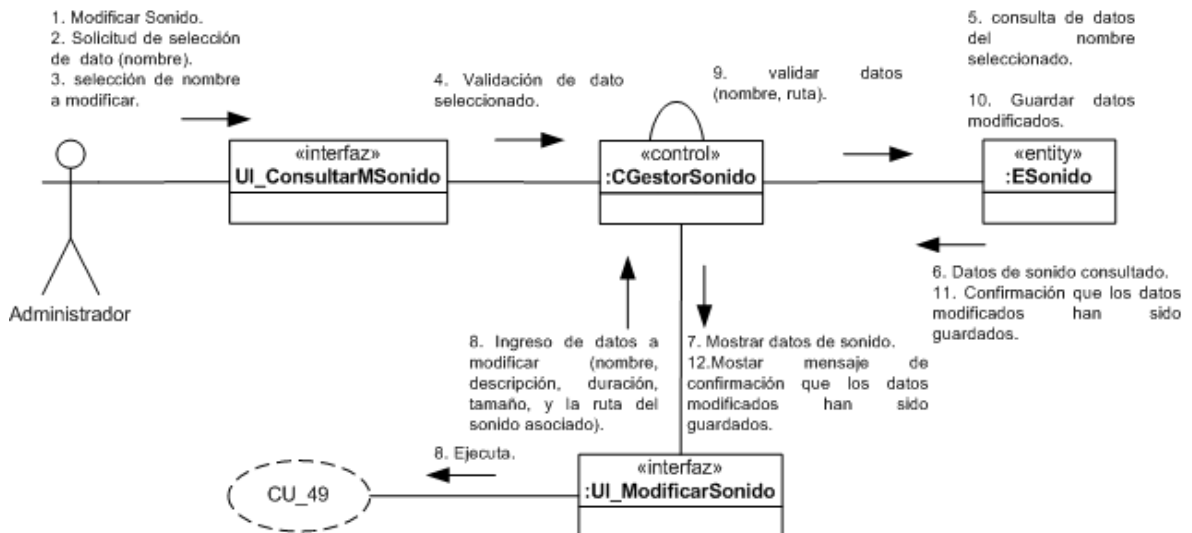 1. Modificar Sonido.
2. Solicitud de selección
de dato (nombre).
3. selección de nombre
a modificar.
4. Validación de dato
seleccionado.
9. validar datos
(nombre, ruta).
5. consulta de datos
del nombre
seleccionado.
10. Guardar datos
modificados.
«interfaz»
UI_ConsultarMSonido
«control»
:CGestorSonido
«entity»
:ESonido
Administrador
6. Datos de sonido consultado.
11. Confirmación que los datos
modificados han sido
guardados.
8. Ingreso de datos a
modificar (nombre,
descripción, duración,
tamaño, y la ruta del
sonido asociado).
7. Mostrar datos de sonido.
12.Mostar mensaje de
confirmación que los datos
modificados han sido
guardados.
8. Ejecuta.
CU_49
«interfaz»
:UI_ModificarSonido